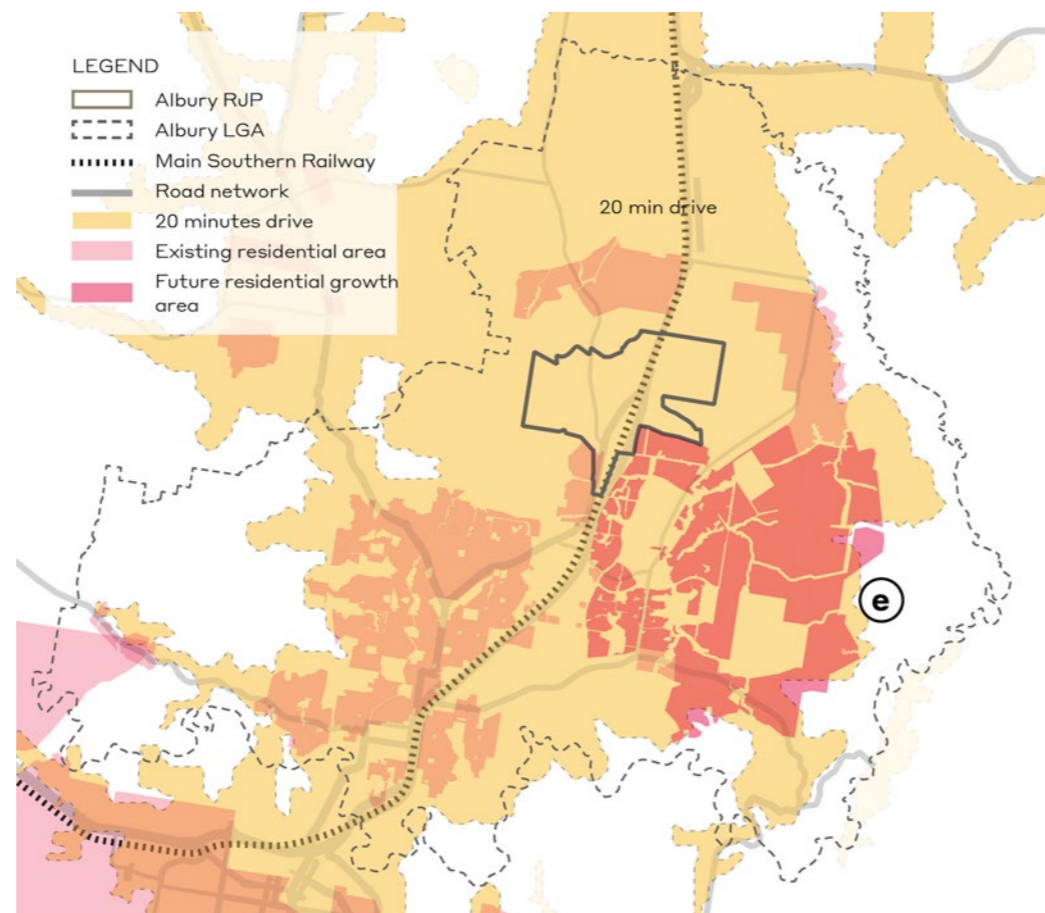 LEGEND
Albury RJP
Albury LGA
Main Southern Railway
Road network
20 minutes drive
Existing residential area
Future residential growth
area
20 min drive
e